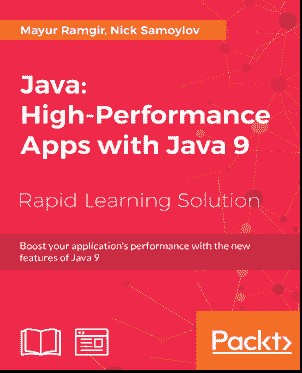 Mayur Ramgir, Nick Samoylov
Java:
High-Performance
Apps with Java 9
Rapid Learning Solution
Boost your application's performance with the new
features of Java 9
Packt>